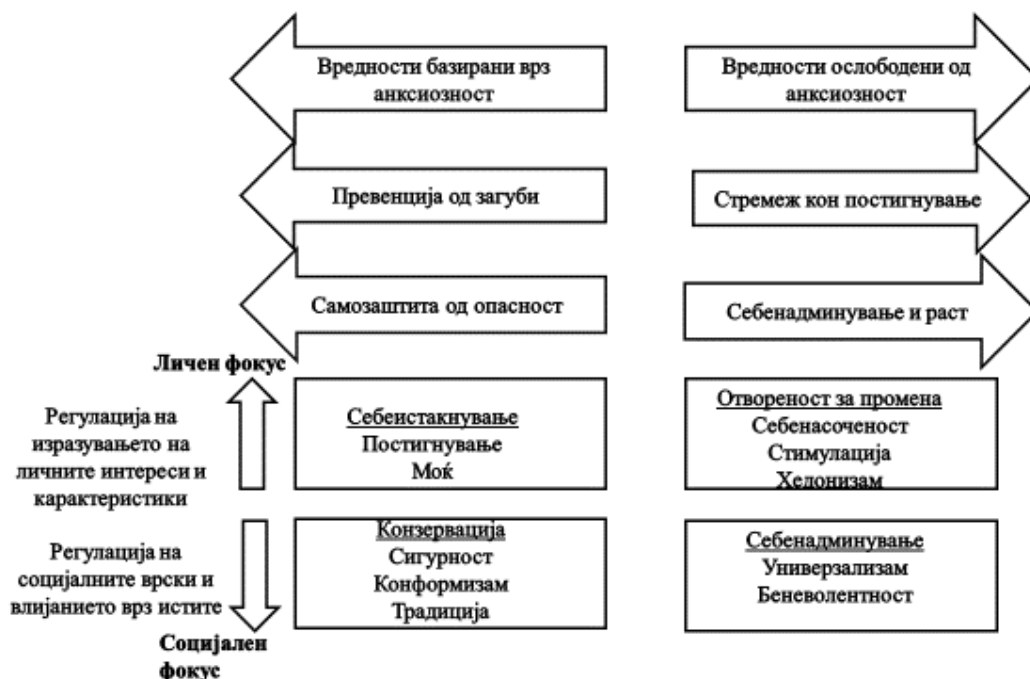 Вредности базирани врз
анксиозност
Вредности ослободени од
анксиозност
Превенција од загуби
Стремеж кон постигнување
Самозаштита од опасност
Себенадминување и раст
Личен фокус
Регулација на
изразувањето на
личните интереси и
карактеристики
Себеистакнување
Постигнување
Моќ
Отвореност за промена
Себенасоченост
Стимулација
Хедонизам
Регулација на
социјалните врски и
влијанието врз истите
Конзервација
Сигурност
Конформизам
Традиција
Себенадминување
Универзализам
Беневолентност
Социјален
фокус